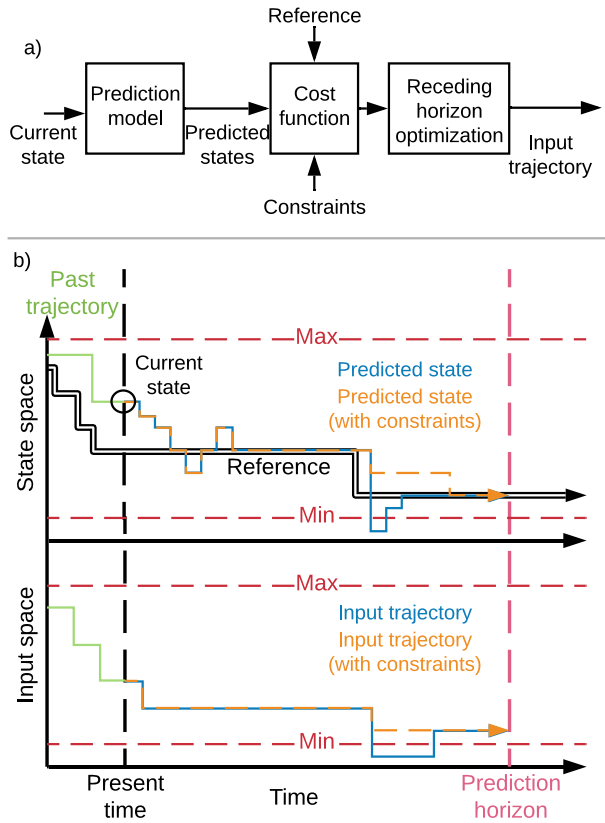 Reference
a)
Prediction
model
Cost
function
Receding
horizon
optimization
Current
state
Predicted
states
Input
trajectory
Constraints
b)
Past
trajectory
Max
Current
state
Predicted state
Predicted state
(with constraints)
State space
Reference
Min
Max
Input space
Input trajectory
Input trajectory
(with constraints)
Min
Present
time
Time
Prediction
horizon